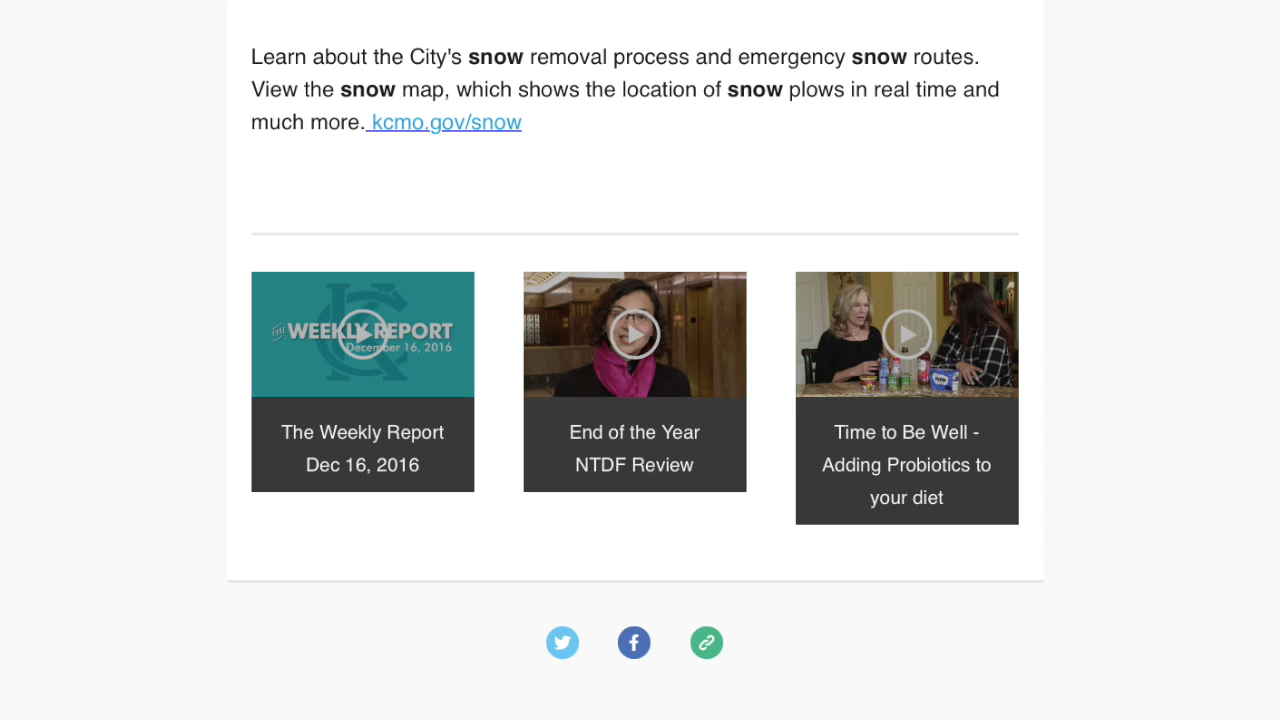 Learn about the City's snow removal process and emergency snow routes.
View the snow map, which shows the location of snow plows in real time and
much more. kcmo.gov/snow
THE WEEKLY REPORT
December 16, 2016
The Weekly Report
Dec 16, 2016
End of the Year
NTDF Review
Time to Be Well -
Adding Probiotics to
your diet